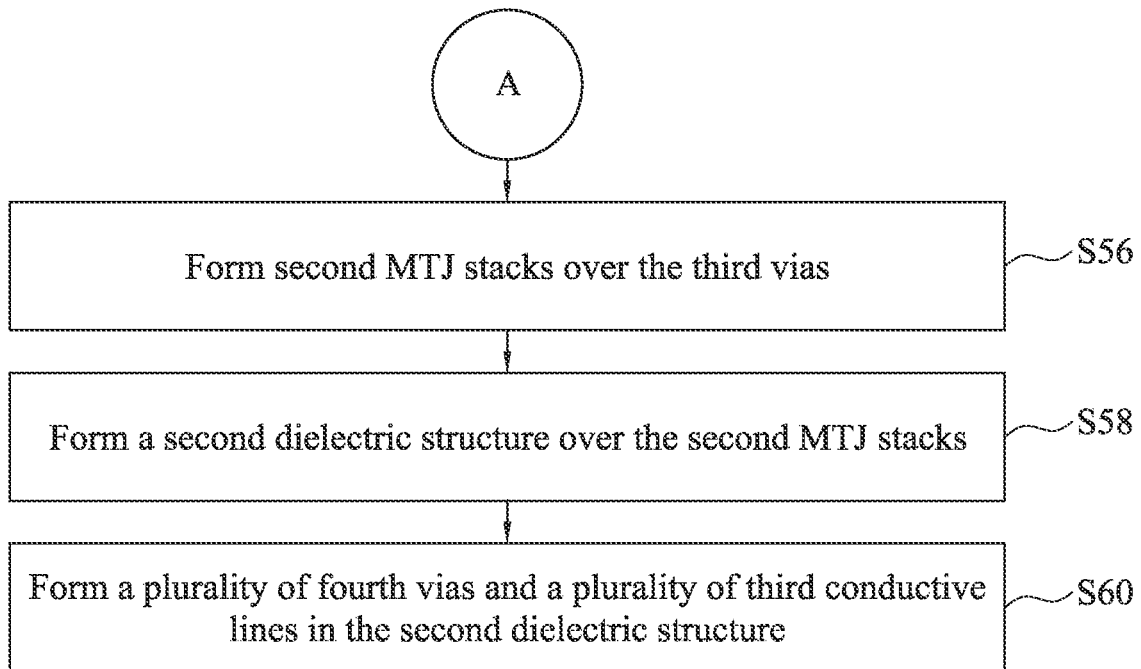 A
Form second MTJ stacks over the third vias
S56
Form a second dielectric structure over the second MTJ stacks
S58
Form a plurality of fourth vias and a plurality of third conductive
lines in the second dielectric structure
S60